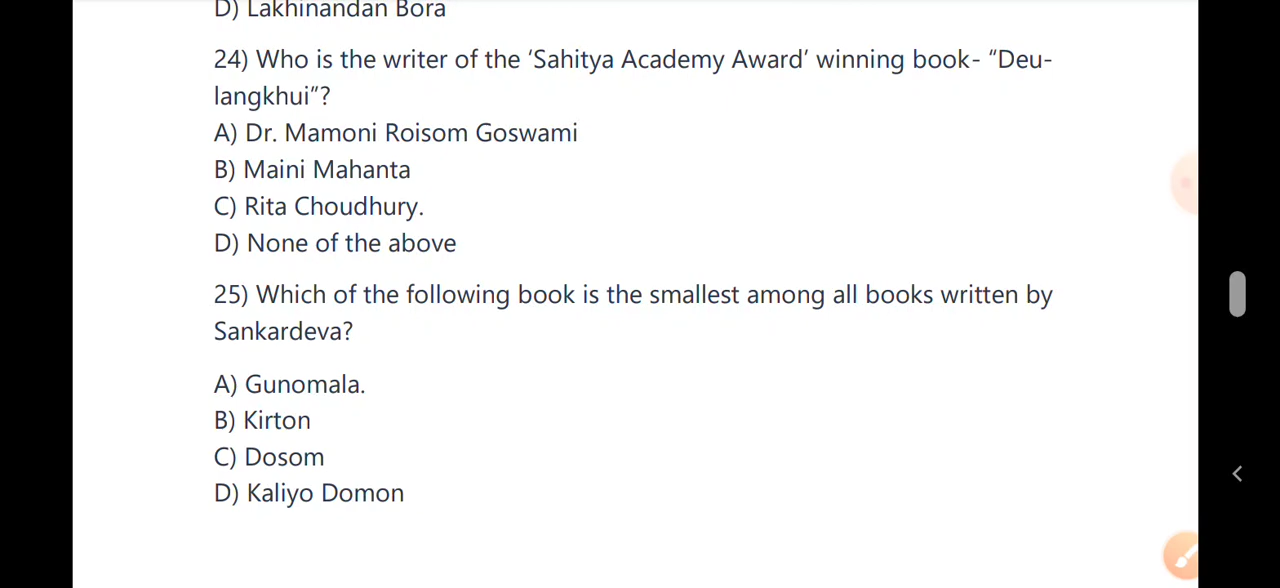 D) Lakhinandan Bora
24) Who is the writer of the ‘Sahitya Academy Award’ winning book- “Deu-
langkhui”?
A) Dr. Mamoni Roisom Goswami
B) Maini Mahanta
C) Rita Choudhury.
D) None of the above
25) Which of the following book is the smallest among all books written by
Sankardeva?
A) Gunomala.
B) Kirton
C) Dosom
D) Kaliyo Domon